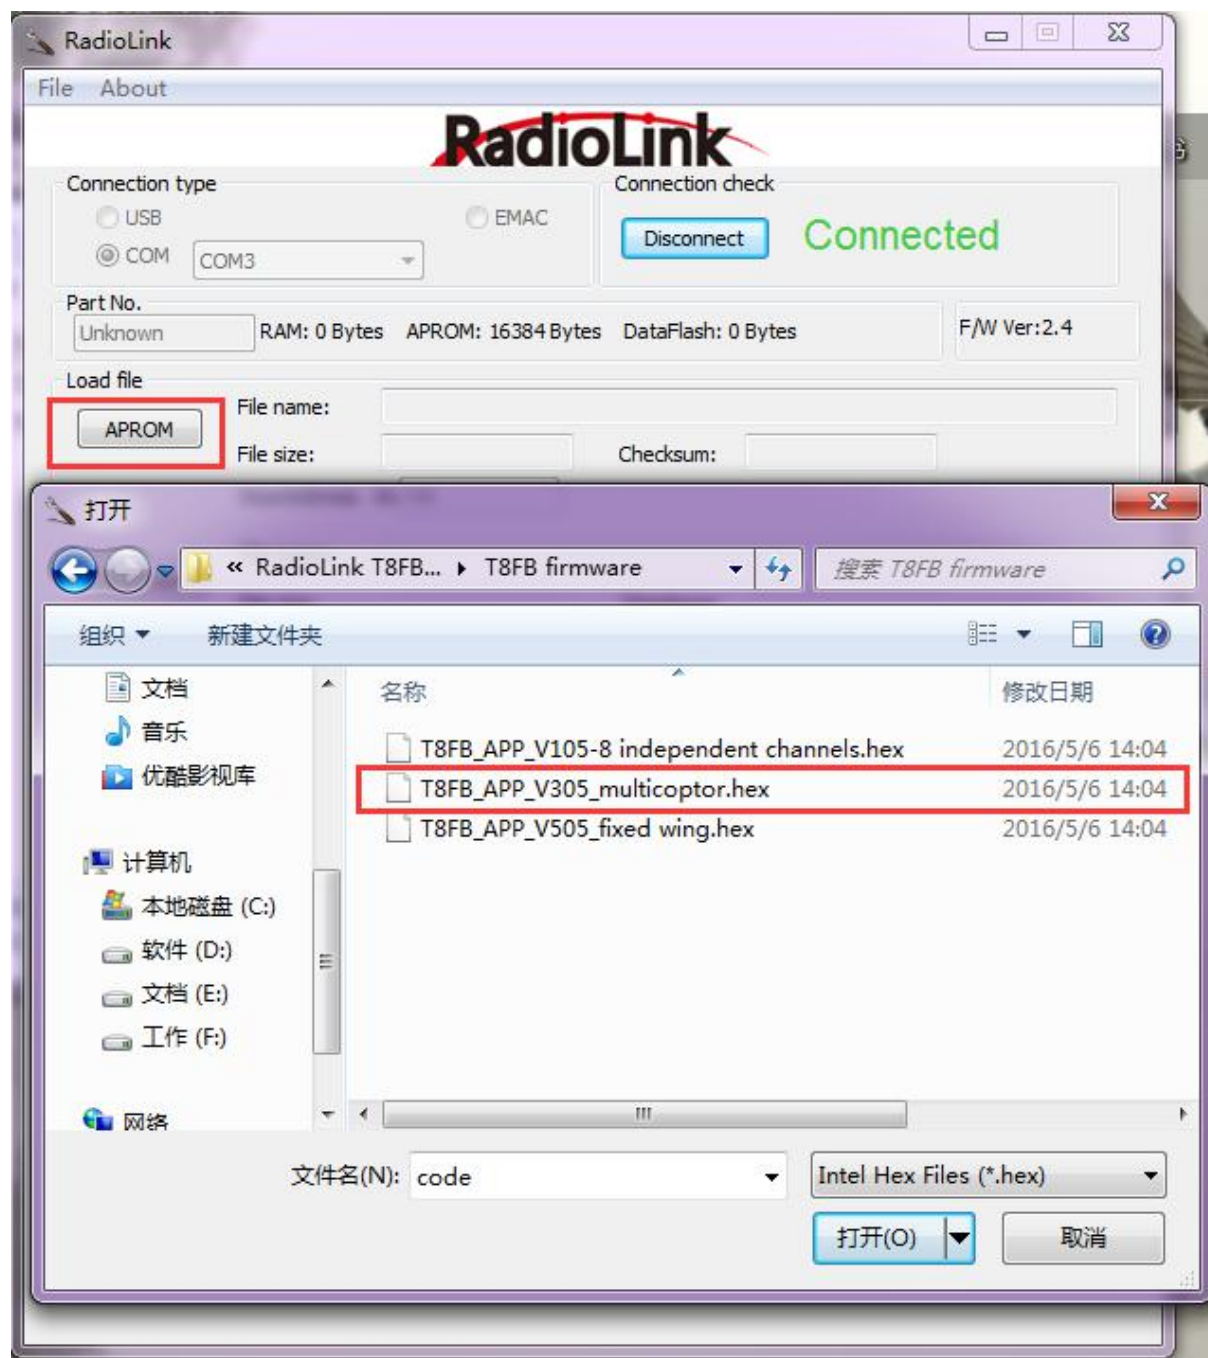 RadioLink
File About
RadioLink
Connection type
USB
EMAC
COM
COM3
Connection check
Disconnect
Connected
Part No.
Unknown
RAM: 0 Bytes APROM: 16384 Bytes DataFlash: 0 Bytes
F/W Ver:2.4
Load file
APROM
File name:
File size:
Checksum:
打开
« RadioLink T8FB... T8FB firmware
搜索 T8FB firmware
组织 新建文件夹
文档
音乐
优酷影视库
计算机
本地磁盘 (C:)
软件 (D:)
文档 (E:)
工作 (F:)
网络
名称 修改日期
T8FB_APP_V105-8 independent channels.hex 2016/5/6 14:04
T8FB_APP_V305_multicoptor.hex 2016/5/6 14:04
T8FB_APP_V505_fixed wing.hex 2016/5/6 14:04
文件名(N): code
Intel Hex Files (*.hex)
打开(O) 取消